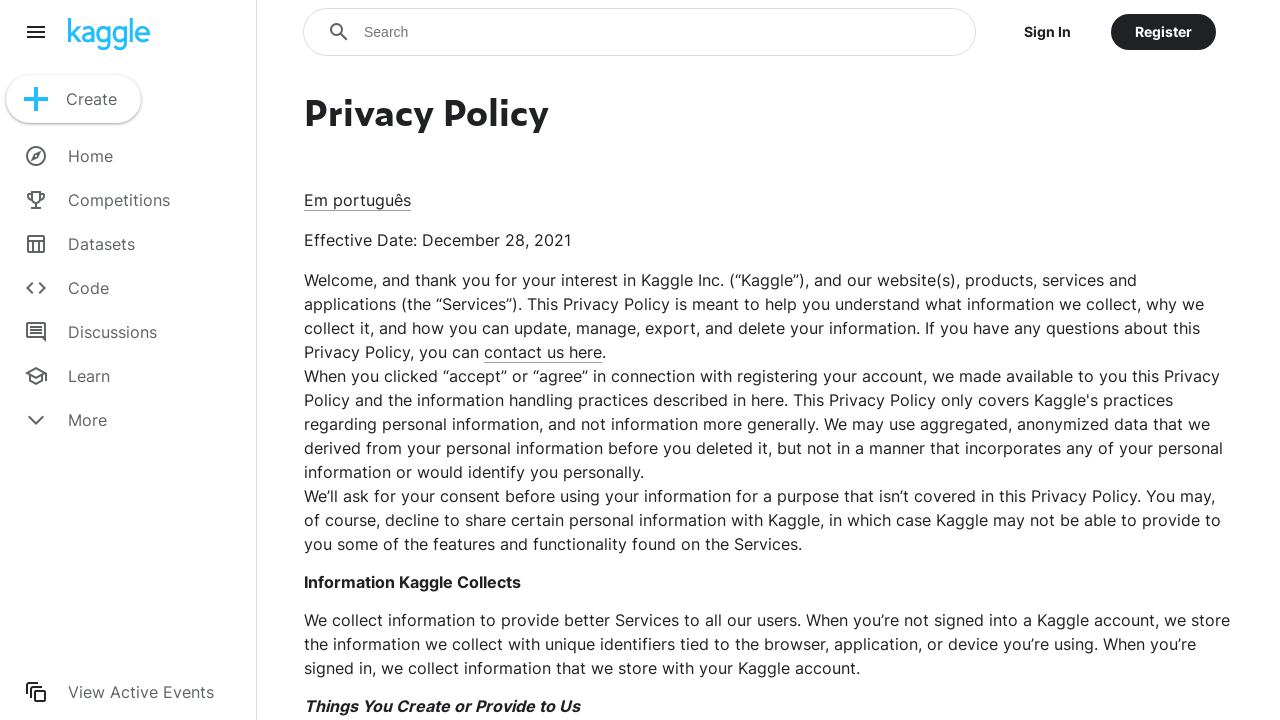 kaggle
Search
Sign In
Register
Create
Home
Competitions
Datasets
Code
Discussions
Learn
More
View Active Events
Privacy Policy
Em português
Effective Date: December 28, 2021
Welcome, and thank you for your interest in Kaggle Inc. (“Kaggle”), and our website(s), products, services and
applications (the “Services”). This Privacy Policy is meant to help you understand what information we collect, why we
collect it, and how you can update, manage, export, and delete your information. If you have any questions about this
Privacy Policy, you can contact us here.
When you clicked “accept” or “agree” in connection with registering your account, we made available to you this Privacy
Policy and the information handling practices described in here. This Privacy Policy only covers Kaggle's practices
regarding personal information, and not information more generally. We may use aggregated, anonymized data that we
derived from your personal information before you deleted it, but not in a manner that incorporates any of your personal
information or would identify you personally.
We’ll ask for your consent before using your information for a purpose that isn’t covered in this Privacy Policy. You may,
of course, decline to share certain personal information with Kaggle, in which case Kaggle may not be able to provide to
you some of the features and functionality found on the Services.
Information Kaggle Collects
We collect information to provide better Services to all our users. When you’re not signed into a Kaggle account, we store
the information we collect with unique identifiers tied to the browser, application, or device you’re using. When you’re
signed in, we collect information that we store with your Kaggle account.
Things You Create or Provide to Us